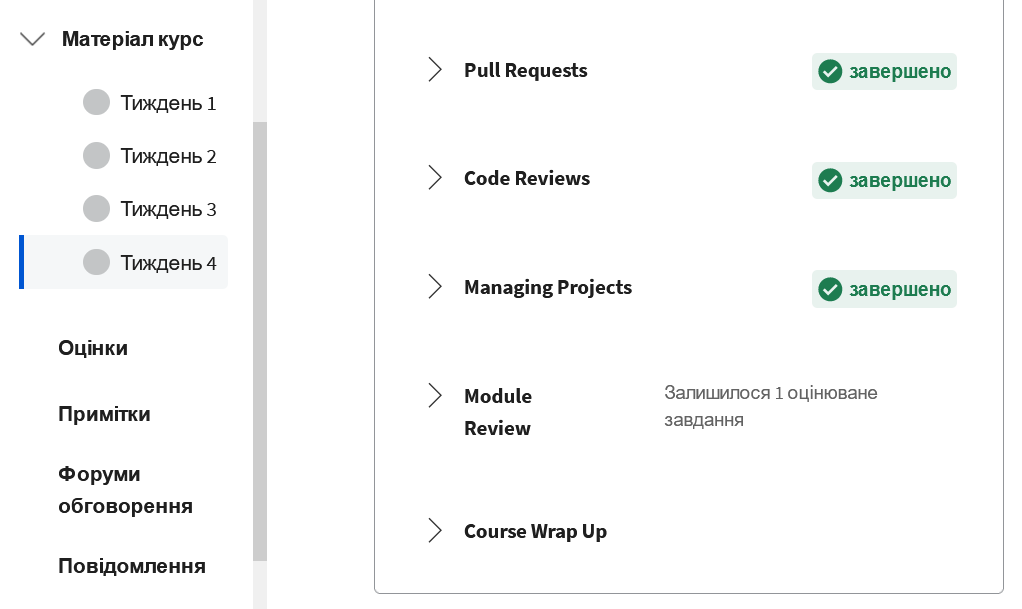 Матеріал курс
Тиждень 1
Тиждень 2
Тиждень 3
Тиждень 4
Оцінки
Примітки
Форуми
обговорення
Повідомлення
Pull Requests
завершено
Code Reviews
завершено
Managing Projects
завершено
Module
Review
Залишилося 1 оцінюване
завдання
Course Wrap Up